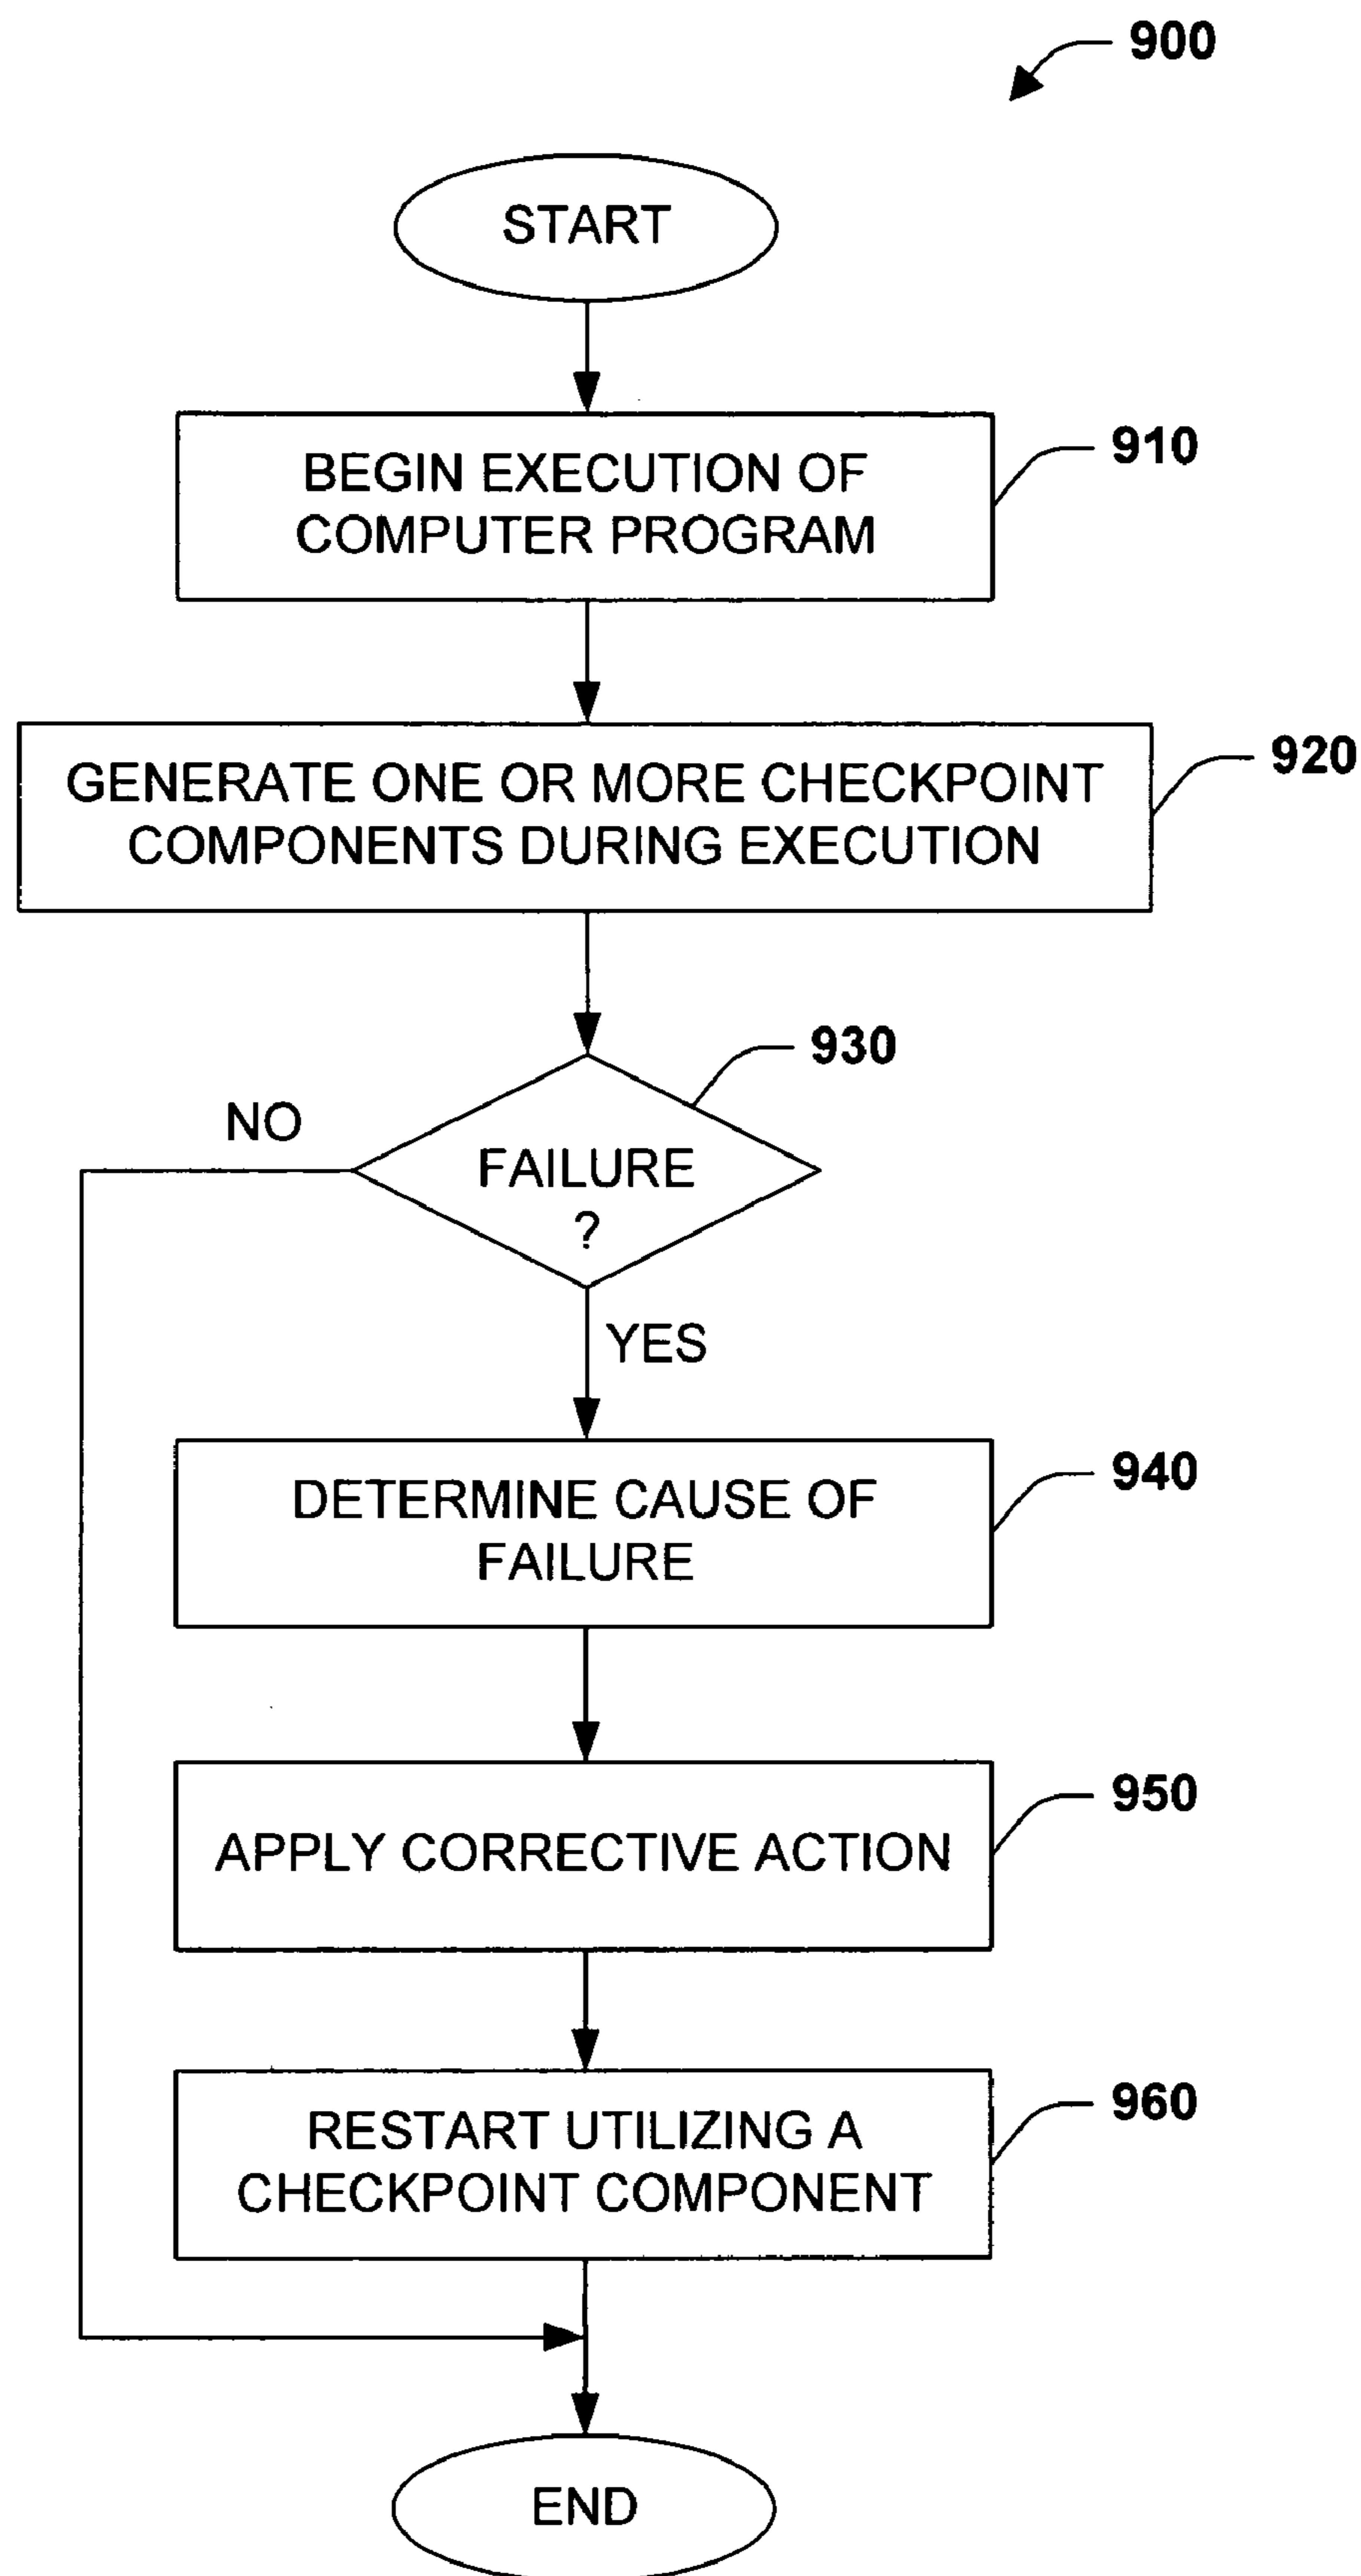 900
START
BEGIN EXECUTION OF
COMPUTER PROGRAM
910
GENERATE ONE OR MORE CHECKPOINT
COMPONENTS DURING EXECUTION
920
930
NO
FAILURE
?
YES
DETERMINE CAUSE OF
FAILURE
940
APPLY CORRECTIVE ACTION
950
RESTART UTILIZING A
CHECKPOINT COMPONENT
960
END